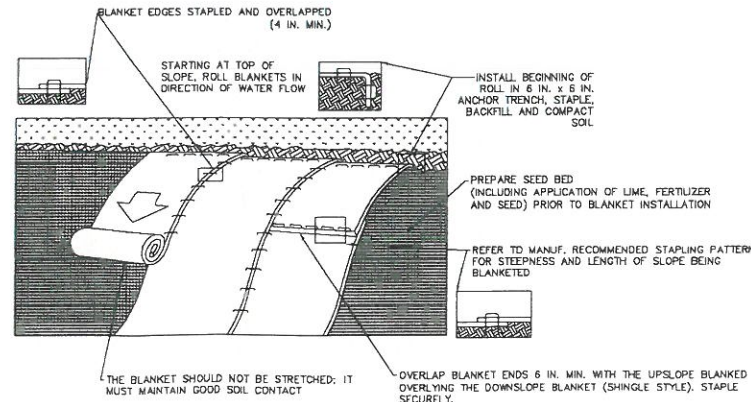 BLANKET EDGES STAPLED AND OVERLAPPED
(4 IN. MIN.)
STARTING AT TOP OF
SLOPE, ROLL BLANKETS IN
DIRECTION OF WATER FLOW
INSTALL BEGINNING OF
ROLL IN 6 IN. x 6 IN.
ANCHOR TRENCH, STAPLE,
BACKFILL AND COMPACT
SOIL
PREPARE SEED BED
(INCLUDING APPLICATION OF LIME, FERTILIZER
AND SEED) PRIOR TO BLANKET INSTALLATION
REFER TO MANUF. RECOMMENDED STAPLING PATTERN
FOR STEEPNESS AND LENGTH OF SLOPE BEING
BLANKETED
THE BLANKET SHOULD NOT BE STRETCHED; IT
MUST MAINTAIN GOOD SOIL CONTACT
OVERLAP BLANKET ENDS 6 IN. MIN. WITH THE UPSLOPE BLANKED
OVERLYING THE DOWNSLOPE BLANKET (SHINGLE STYLE). STAPLE
SECURELY.